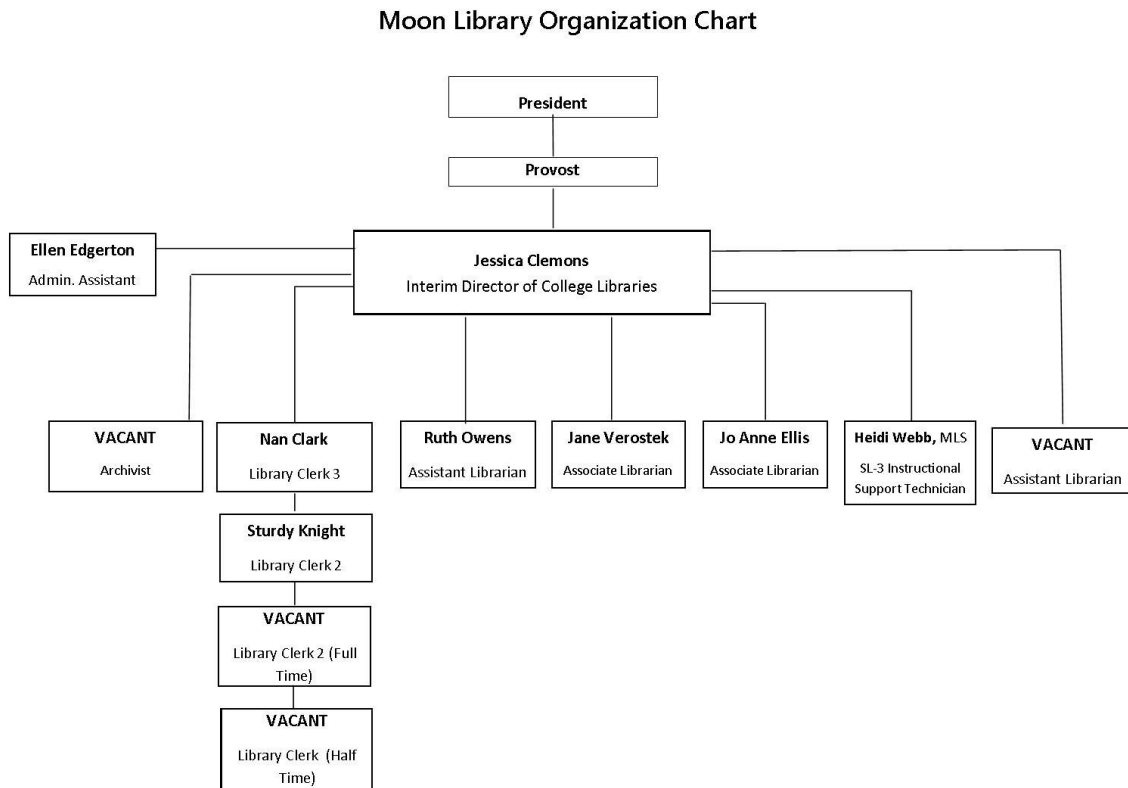 Moon Library Organization Chart
President
Provost
Ellen Edgerton
Admin. Assistant
Jessica Clemons
Interim Director of College Libraries
VACANT
Archivist
Nan Clark
Library Clerk 3
Ruth Owens
Assistant Librarian
Jane Verostek
Associate Librarian
Jo Anne Ellis
Associate Librarian
Heidi Webb, MLS
SL-3 Instructional
Support Technician
VACANT
Assistant Librarian
Sturdy Knight
Library Clerk 2
VACANT
Library Clerk 2 (Full
Time)
VACANT
Library Clerk (Half
Time)